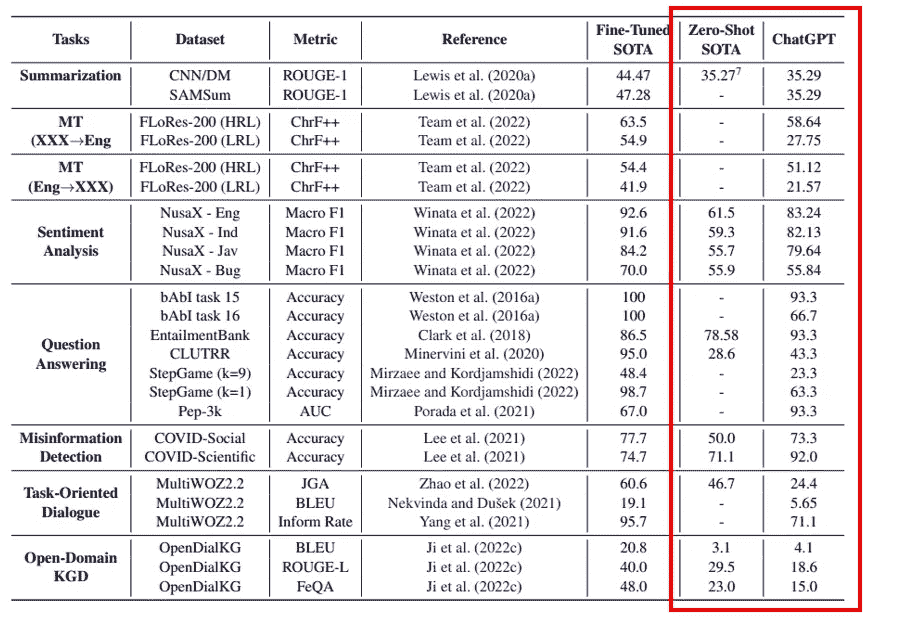 Tasks Dataset Metric Reference Fine-Tuned SOTA Zero-Shot SOTA ChatGPT
Summarization CNN/DM ROUGE-1 Lewis et al. (2020a) 44.47 35.27⁷ 35.29
SAMSum ROUGE-1 Lewis et al. (2020a) 47.28 - 35.29
MT FLoRes-200 (HRL) ChrF++ Team et al. (2022) 63.5 - 58.64
(XXX→Eng FLoRes-200 (LRL) ChrF++ Team et al. (2022) 54.9 - 27.75
MT FLoRes-200 (HRL) ChrF++ Team et al. (2022) 54.4 - 51.12
(Eng→XXX) FLoRes-200 (LRL) ChrF++ Team et al. (2022) 41.9 - 21.57
NusaX - Eng Macro F1 Winata et al. (2022) 92.6 61.5 83.24
Sentiment NusaX - Ind Macro F1 Winata et al. (2022) 91.6 59.3 82.13
Analysis NusaX - Jav Macro F1 Winata et al. (2022) 84.2 55.7 79.64
NusaX - Bug Macro F1 Winata et al. (2022) 70.0 55.9 55.84
bAbI task 15 Accuracy Weston et al. (2016a) 100 - 93.3
bAbI task 16 Accuracy Weston et al. (2016a) 100 - 66.7
EntailmentBank Accuracy Clark et al. (2018) 86.5 78.58 93.3
Question Answering CLUTRR Accuracy Minervini et al. (2020) 95.0 28.6 43.3
StepGame (k=9) Accuracy Mirzaee and Kordjamshidi (2022) 48.4 - 23.3
StepGame (k=1) Accuracy Mirzaee and Kordjamshidi (2022) 98.7 - 63.3
Pep-3k AUC Porada et al. (2021) 67.0 - 93.3
Misinformation COVID-Social Accuracy Lee et al. (2021) 77.7 50.0 73.3
Detection COVID-Scientific Accuracy Lee et al. (2021) 74.7 71.1 92.0
Task-Oriented MultiWOZ2.2 JGA Zhao et al. (2022) 60.6 46.7 24.4
Dialogue MultiWOZ2.2 BLEU Nekvinda and Dušek (2021) 19.1 - 5.65
MultiWOZ2.2 Inform Rate Yang et al. (2021) 95.7 - 71.1
Open-Domain OpenDialKG BLEU Ji et al. (2022c) 20.8 3.1 4.1
KGD OpenDialKG ROUGE-L Ji et al. (2022c) 40.0 29.5 18.6
OpenDialKG FeQA Ji et al. (2022c) 48.0 23.0 15.0